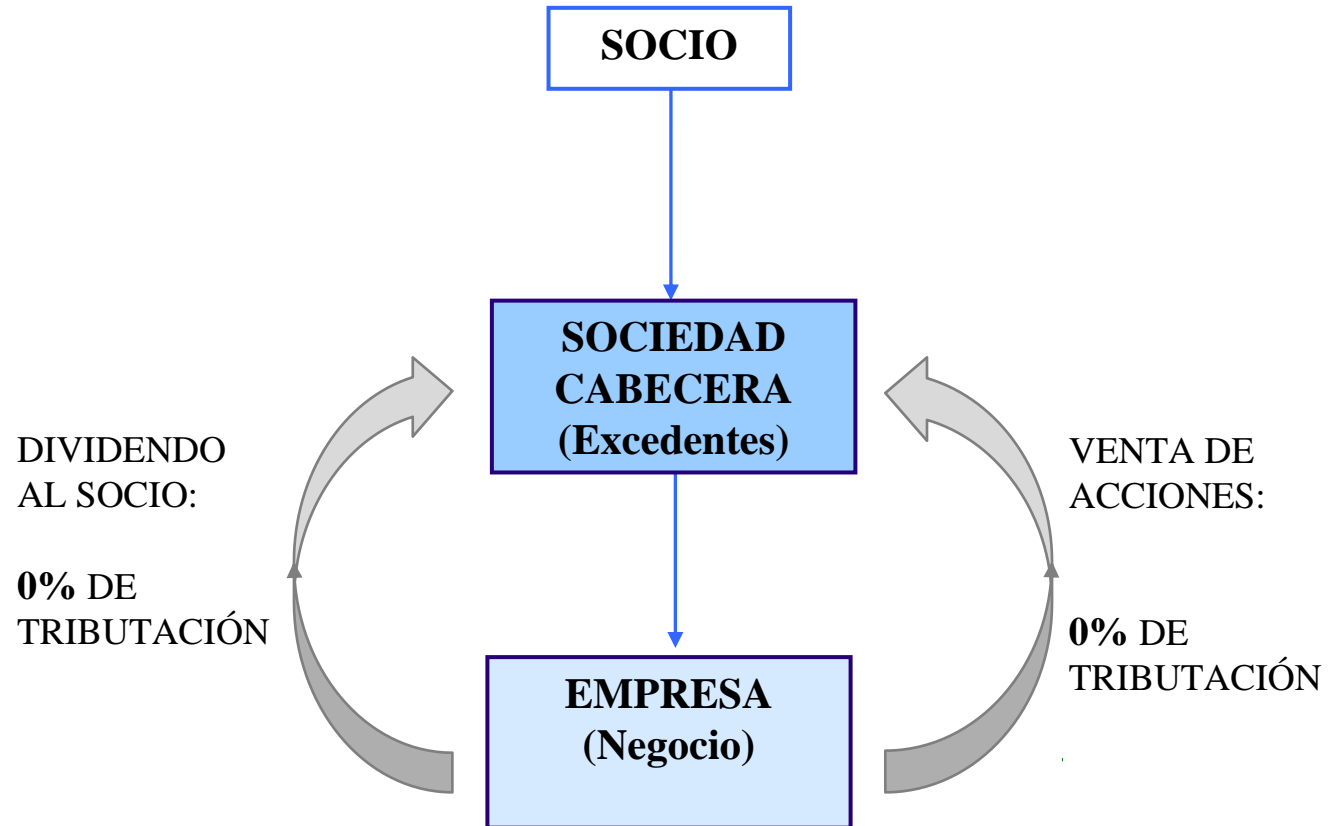 SOCIO
SOCIEDAD
CABECERA
(Excedentes)
DIVIDENDO
AL SOCIO:
0% DE
TRIBUTACIÓN
VENTA DE
ACCIONES:
0% DE
TRIBUTACIÓN
EMPRESA
(Negocio)